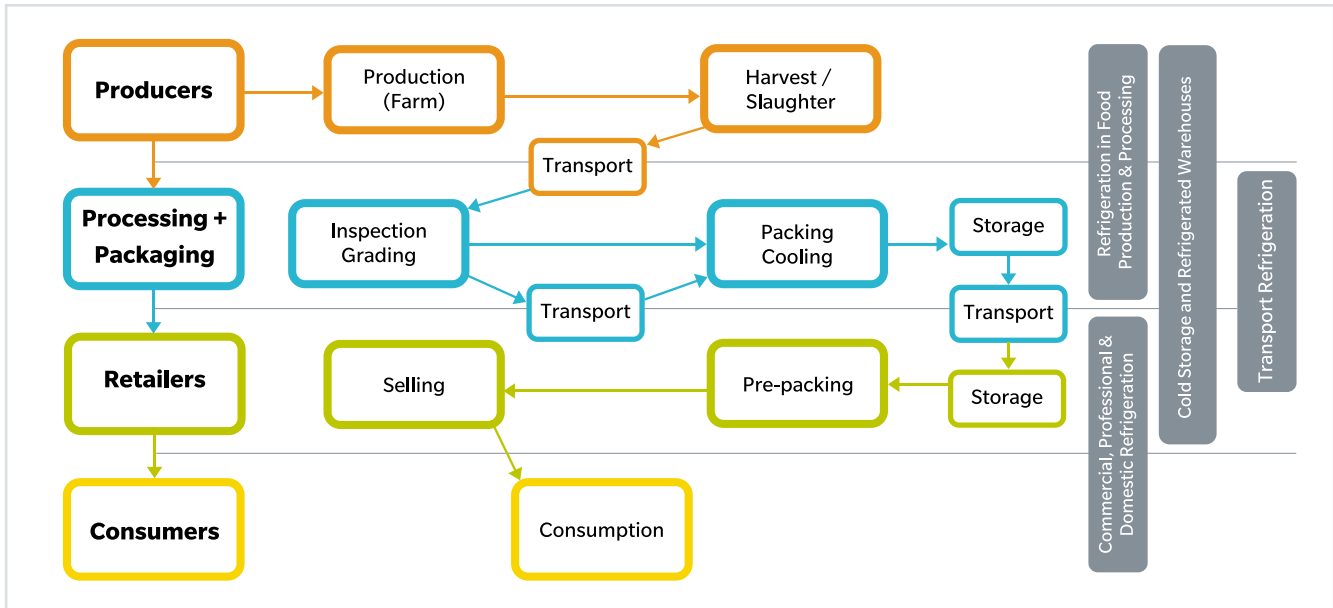 Producers
Production
(Farm)
Harvest /
Slaughter
Transport
Processing +
Packaging
Inspection
Grading
Packing
Cooling
Storage
Transport
Transport
Retailers
Selling
Pre-packing
Storage
Consumers
Consumption
Refrigeration in Food
Production & Processing
Commercial, Professional &
Domestic Refrigeration
Cold Storage and Refrigerated Warehouses
Transport Refrigeration